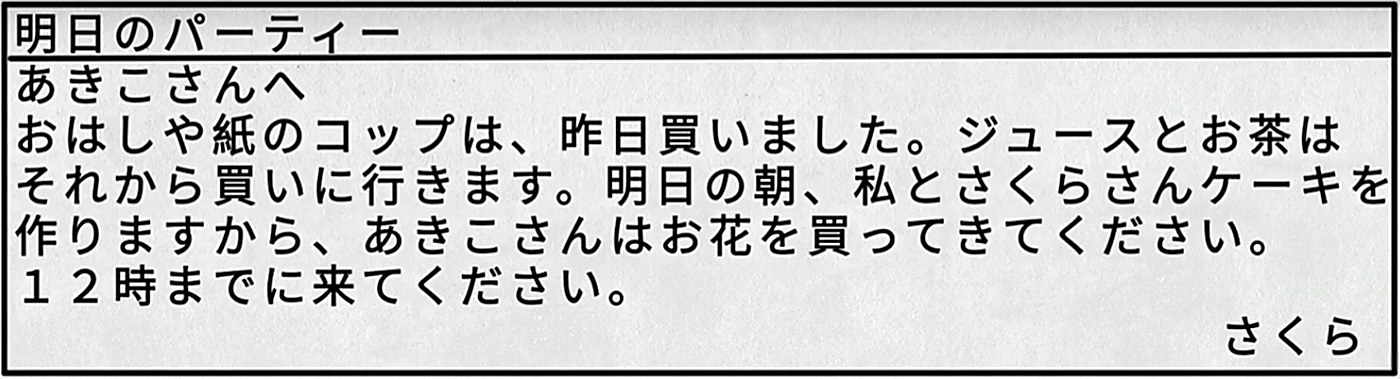 明日のパーティー
あきこさんへ
おはしや紙のコップは、昨日買いました。ジュースとお茶は
それから買いに行きます。明日の朝、私とさくらさんケーキを
作りますから、あきこさんはお花を買ってきてください。
１２時までに来てください。
さくら